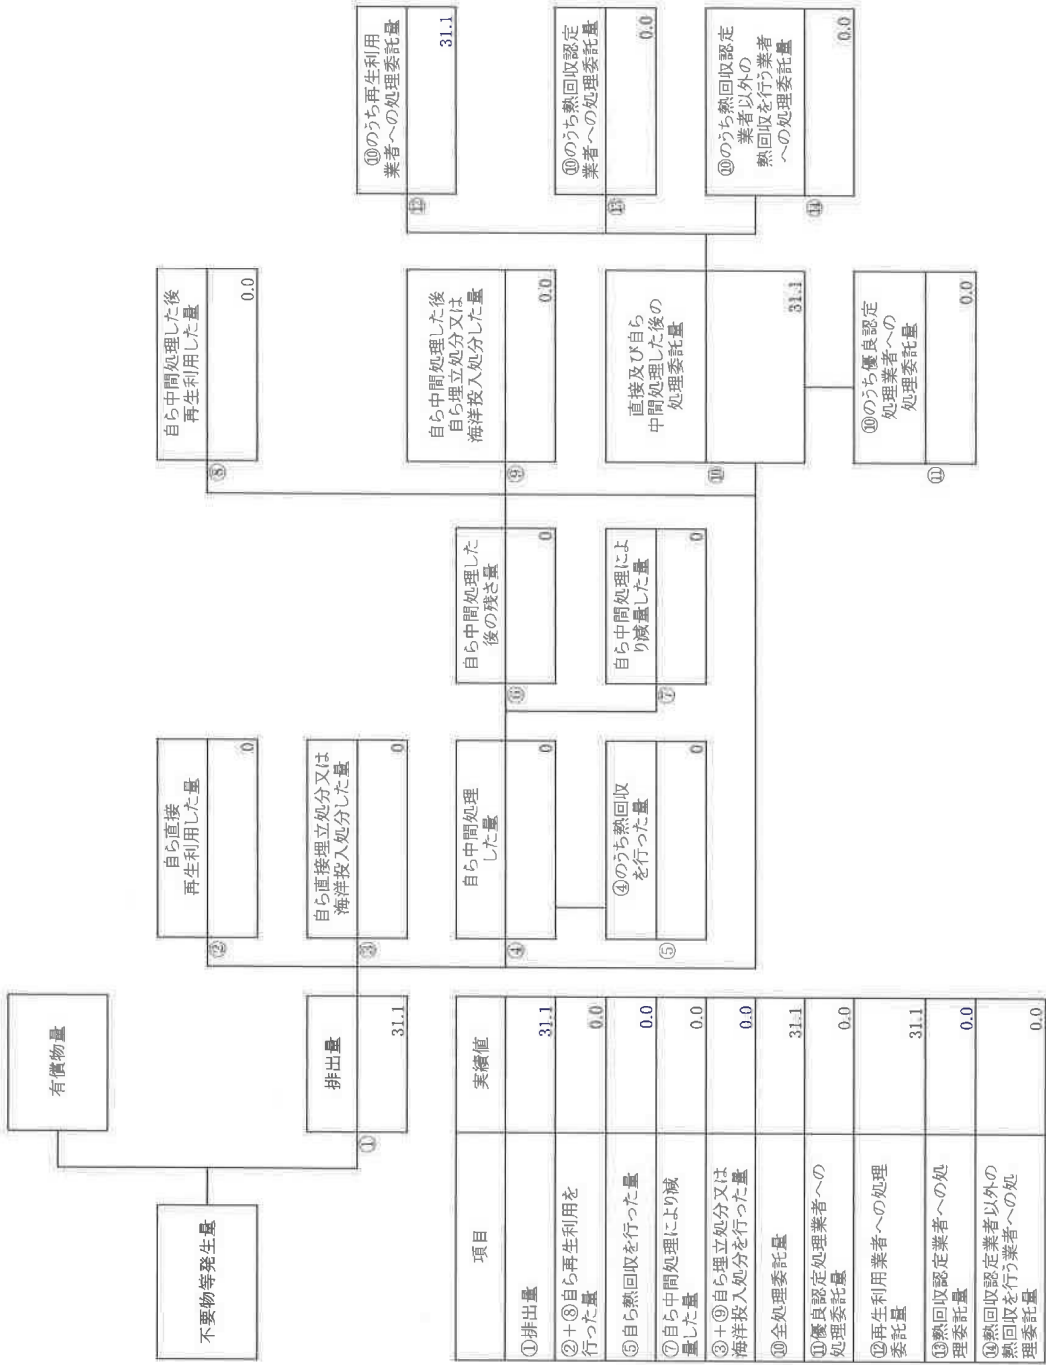 不要物等発生量
有償物量
①
排出量
31.1
②
自ら直接
再生利用した量
0
③
自ら直接埋立処分又は
海洋投入処分した量
0
④
自ら中間処理
した量
0
⑤
④のうち熱回収
を行った量
0
⑥
自ら中間処理した
後の残さ量
0
⑦
自ら中間処理によ
り減量した量
0
⑧
自ら中間処理した後
再生利用した量
0.0
⑨
自ら中間処理した後
自ら埋立処分又は
海洋投入処分した量
0.0
⑩
直接及び自ら
中間処理した後の
処理委託量
31.1
⑪
⑩のうち優良認定
処理業者への
処理委託量
0.0
⑫
⑩のうち再生利用
業者への処理委託量
31.1
⑬
⑩のうち熱回収認定
業者への処理委託量
0.0
⑭
⑩のうち熱回収認定
業者以外の
熱回収を行う業者
への処理委託量
0.0
項目 実績値
①排出量 31.1
②+⑧自ら再生利用を
行った量 0.0
⑤自ら熱回収を行った量 0.0
⑦自ら中間処理により減
量した量 0.0
③+⑨自ら埋立処分又は
海洋投入処分を行った量 0.0
⑩全処理委託量 31.1
⑪優良認定処理業者への
処理委託量 0.0
⑫再生利用業者への処理
委託量 31.1
⑬熱回収認定業者への処
理委託量 0.0
⑭熱回収認定業者以外の
熱回収を行う業者への処
理委託量 0.0